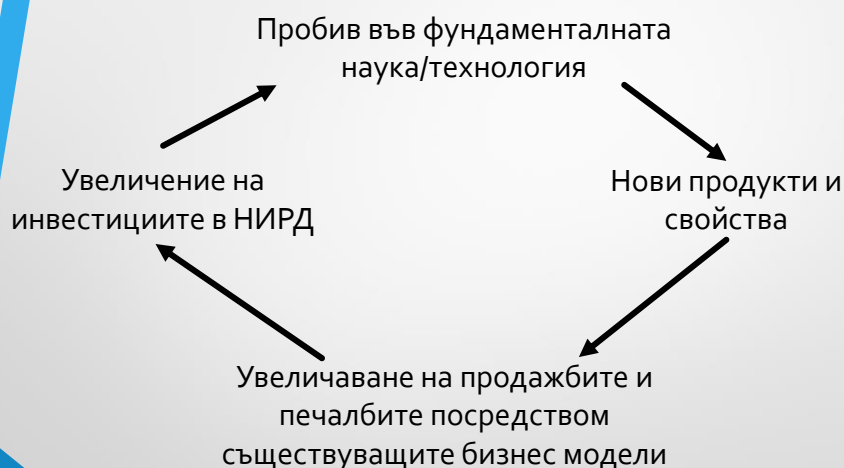 Пробив във фундаменталната
наука/технология
Увеличение на
инвестициите в НИРД
Нови продукти и
свойства
Увеличаване на продажбите и
печалбите посредством
съществуващите бизнес модели